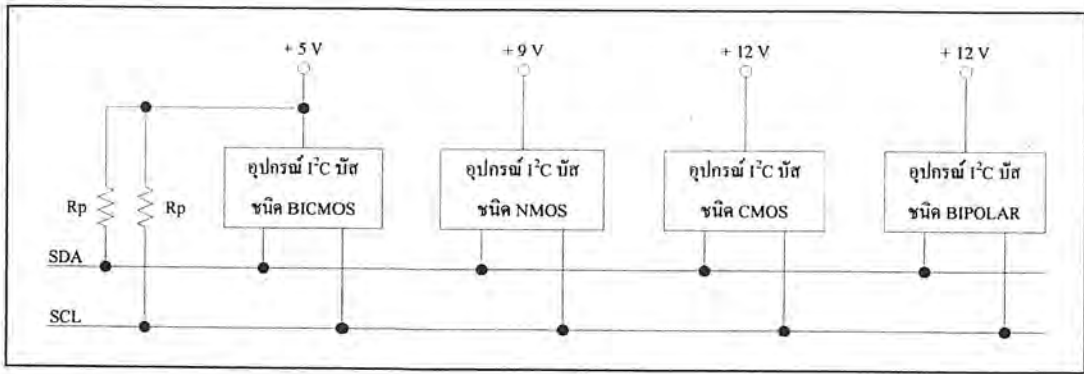 + 5 V
+ 9 V
+ 12 V
+ 12 V
อุปกรณ์ I²C บัส
ชนิด BICMOS
อุปกรณ์ I²C บัส
ชนิด NMOS
อุปกรณ์ I²C บัส
ชนิด CMOS
อุปกรณ์ I²C บัส
ชนิด BIPOLAR
Rp
Rp
SDA
SCL